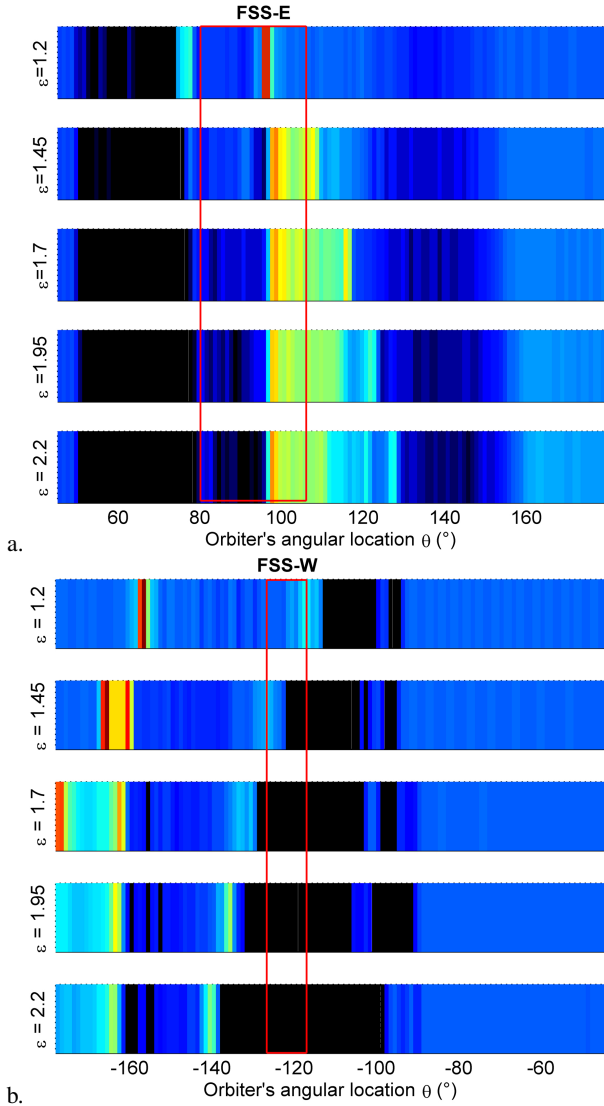 FSS-E
ε=1.2
ε=1.45
ε=1.7
ε=1.95
ε= 2.2
60 80 100 120 140 160
a. Orbiter's angular location θ (°)
FSS-W
ε = 1.2
ε = 1.45
ε = 1.7
ε = 1.95
ε = 2.2
-160 -140 -120 -100 -80 -60
b. Orbiter's angular location θ (°)